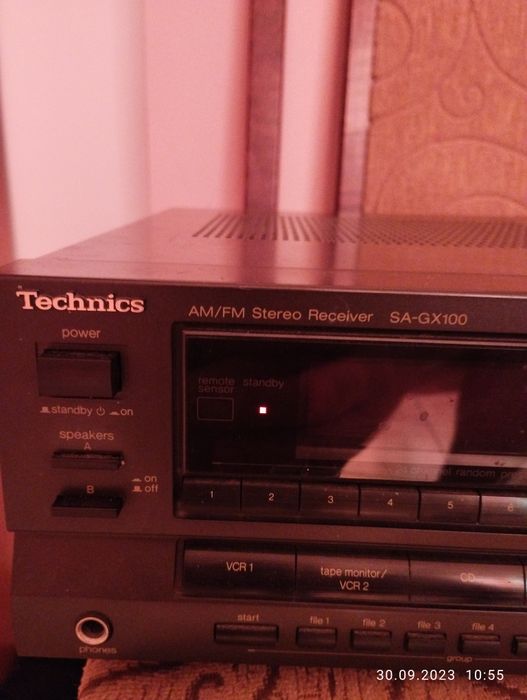 Technics
AM/FM Stereo Receiver SA-GX100
power
standby on
remote sensor
standby
speakers
A
B
on
off
random
1 2 3 4 5 6
VCR 1
tape monitor/
VCR 2
CD
start file 1 file 2 file 3 file 4
group
phones
30.09.2023 10:55